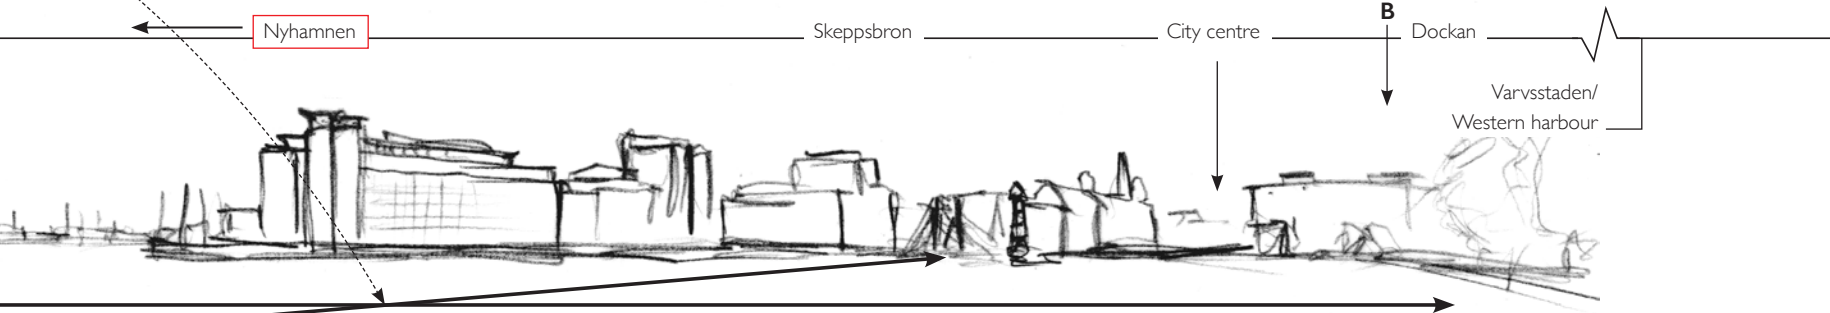 B
Nyhamnen
Skeppsbron
City centre
Dockan
Varvsstaden/
Western harbour